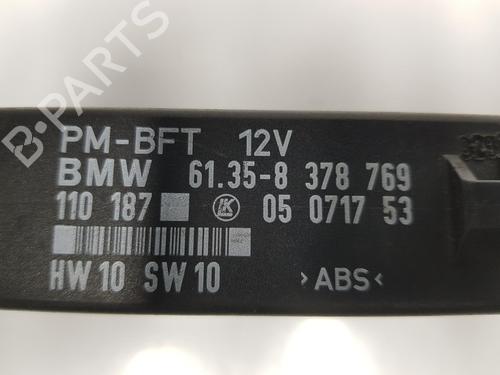 PM-BFT 12V
BMW 61.35-8 378 769
110 187 LK 05 0717 53
HW 10 SW 10 >ABS<
B-PARTS